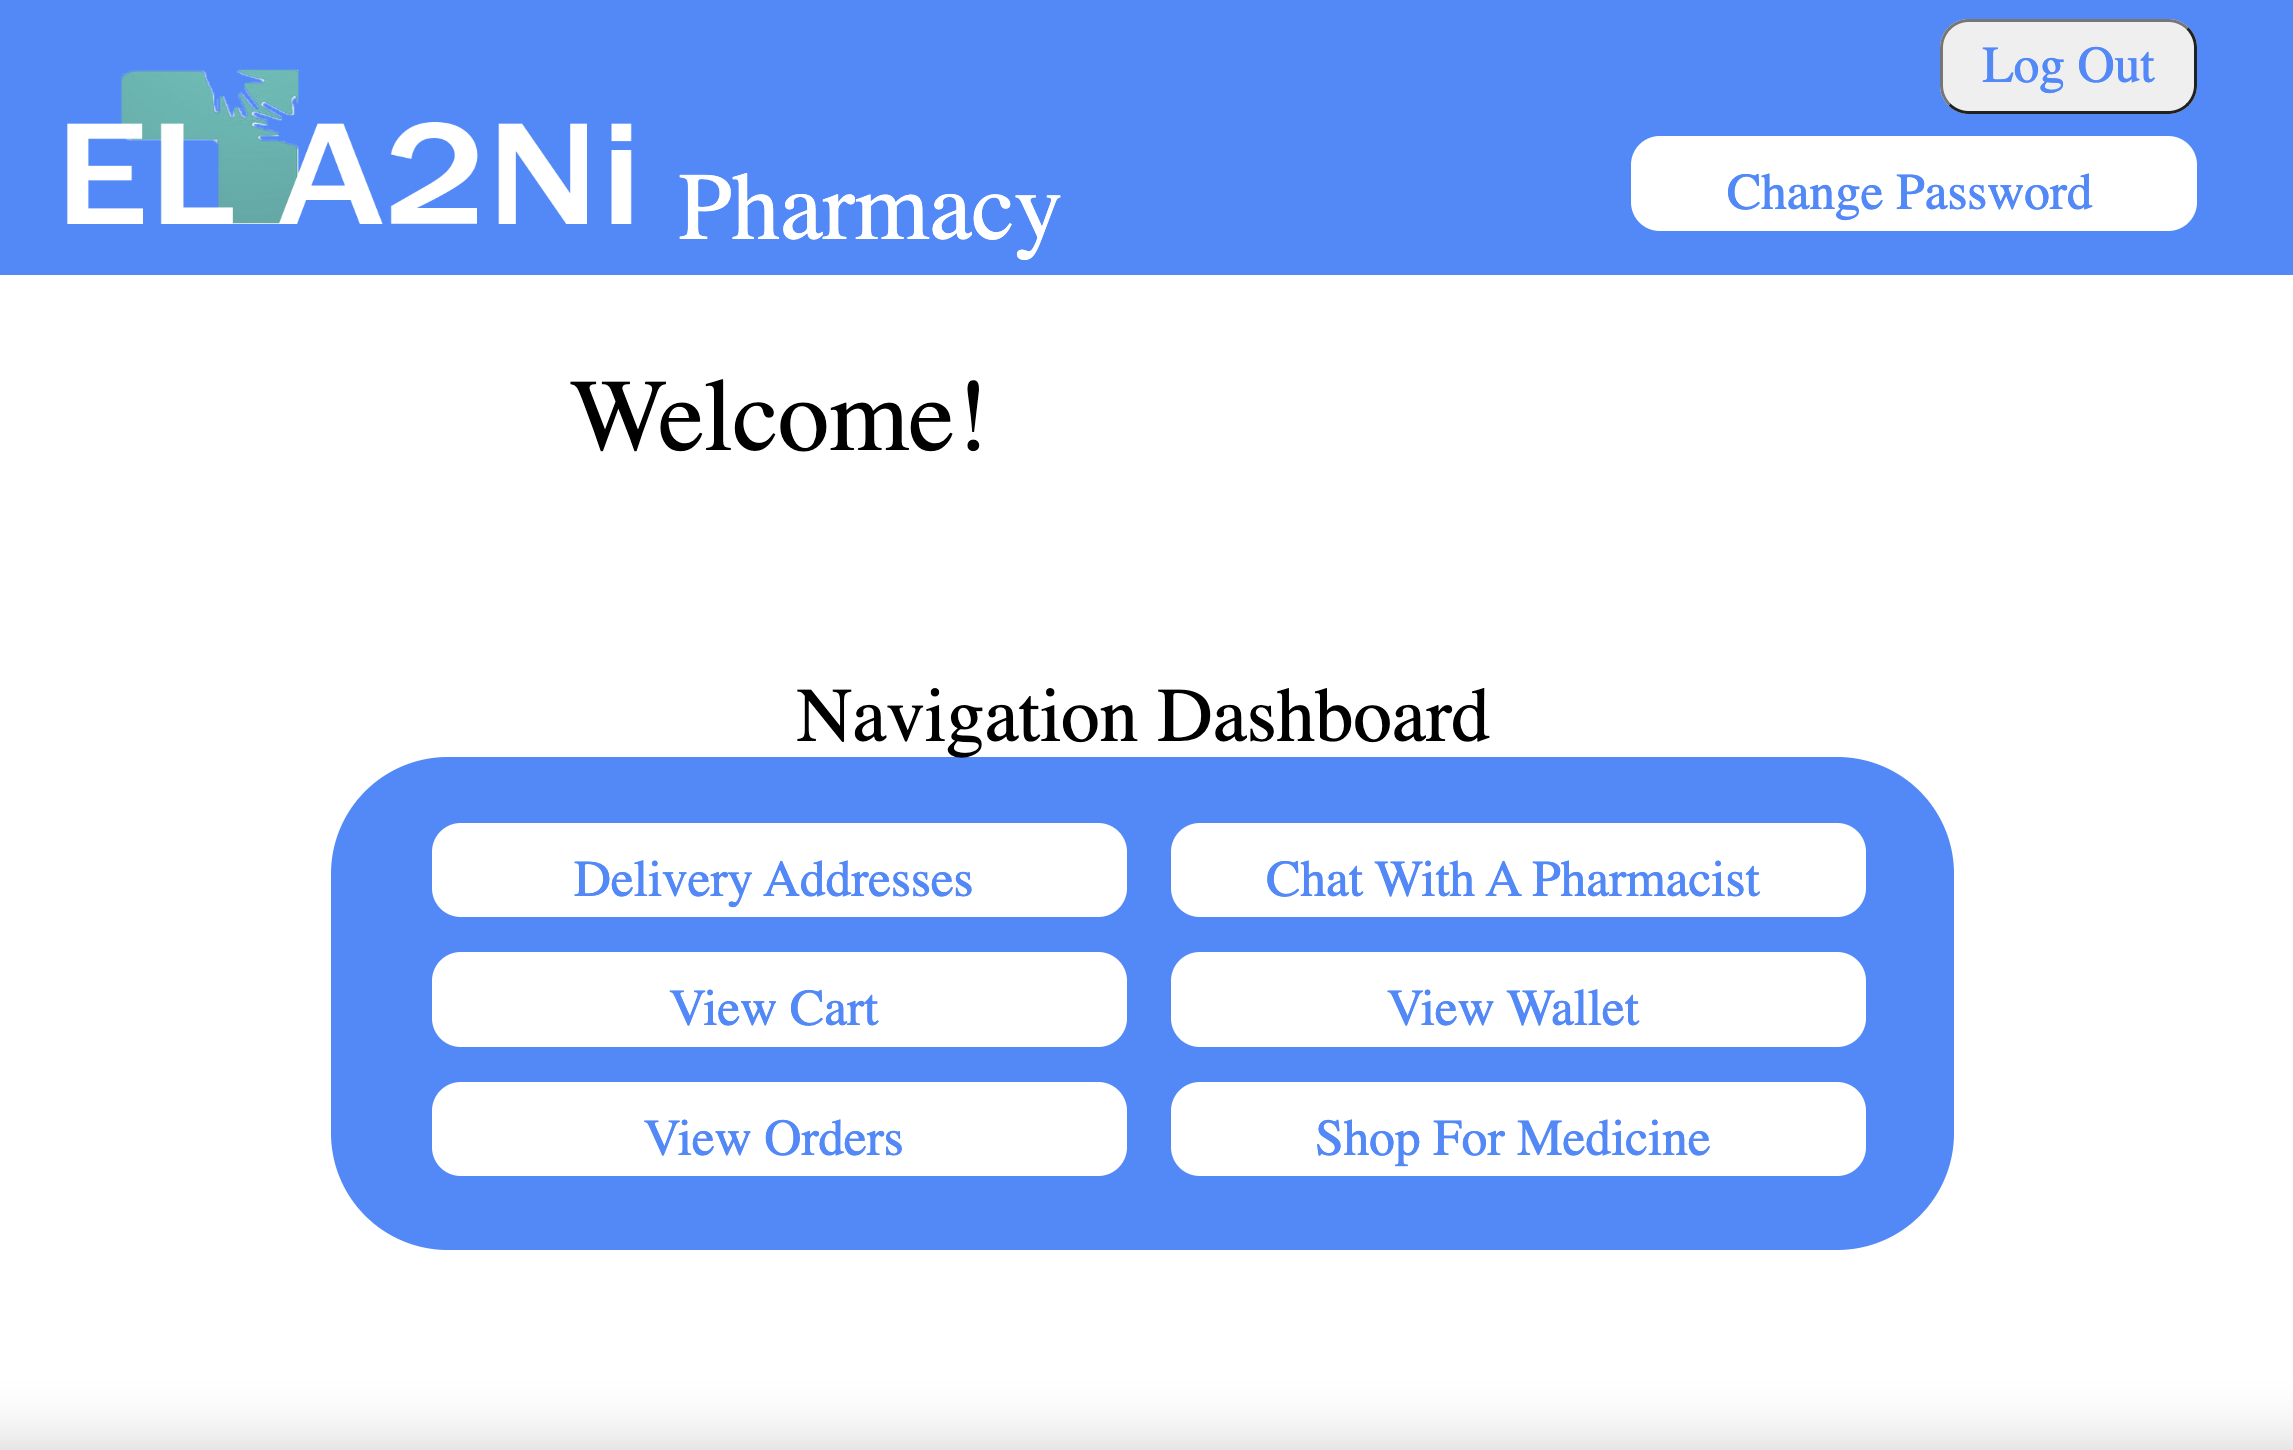 Log Out
EL A2Ni Pharmacy
Change Password
Welcome!
Navigation Dashboard
Delivery Addresses
Chat With A Pharmacist
View Cart
View Wallet
View Orders
Shop For Medicine